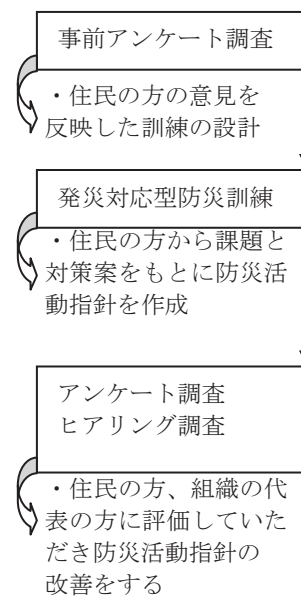 事前アンケート調査
・住民の方の意見を
反映した訓練の設計
発災対応型防災訓練
・住民の方から課題と
対策案をもとに防災活
動指針を作成
アンケート調査
ヒアリング調査
・住民の方、組織の代
表の方に評価していた
だき防災活動指針の
改善をする